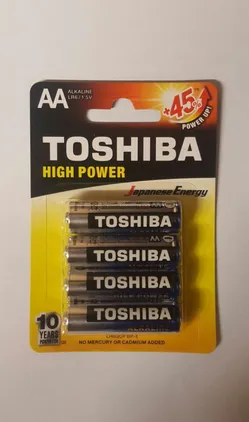 AA
ALKALINE
LR6/1.5V
+45%
POWER UP!
TOSHIBA
HIGH POWER
Japanese Energy
AA
TOSHIBA
TOSHIBA
TOSHIBA
TOSHIBA
ALKALINE
10
YEARS
NO MERCURY OR CADMIUM ADDED